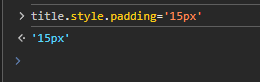 > title.style.padding='15px'
< '15px'
>